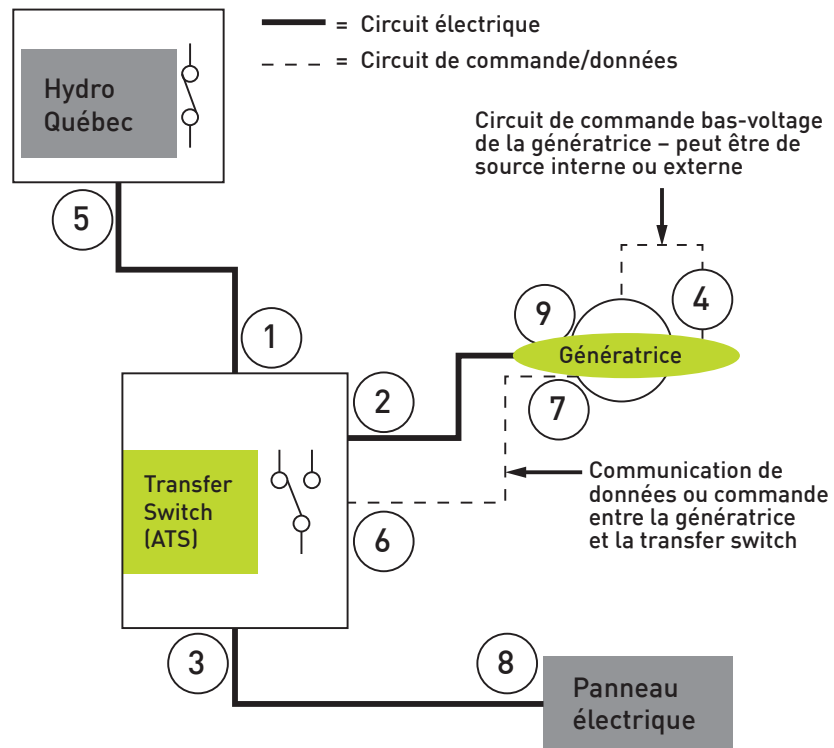 = Circuit électrique
= Circuit de commande/données
Hydro
Québec
Circuit de commande bas-voltage
de la génératrice – peut être de
source interne ou externe
5
4
1
9
Génératrice
2
7
Transfer
Switch
(ATS)
6
Communication de
données ou commande
entre la génératrice
et la transfer switch
3
8
Panneau
électrique